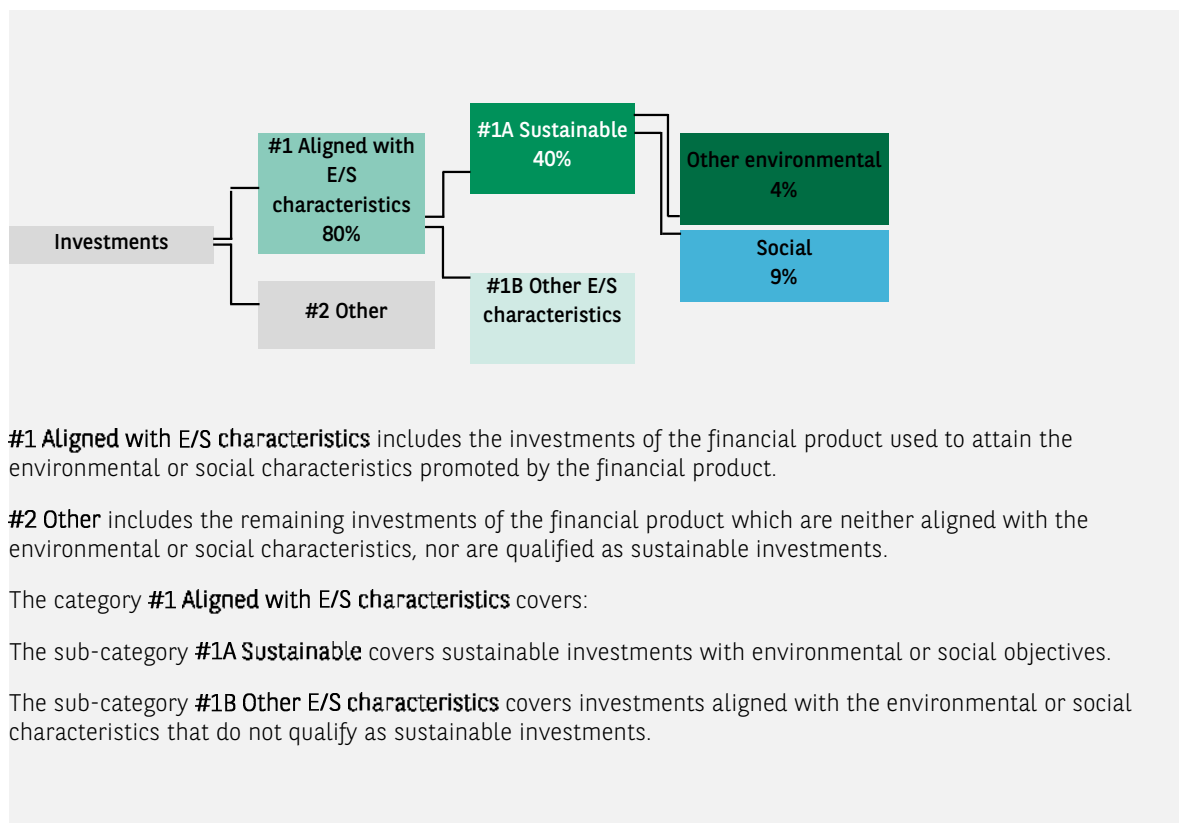 #1A Sustainable
40%
#1 Aligned with
E/S
characteristics
80%
Other environmental
4%
Investments
Social
9%
#2 Other
#1B Other E/S
characteristics
#1 Aligned with E/S characteristics includes the investments of the financial product used to attain the
environmental or social characteristics promoted by the financial product.
#2 Other includes the remaining investments of the financial product which are neither aligned with the
environmental or social characteristics, nor are qualified as sustainable investments.
The category #1 Aligned with E/S characteristics covers:
The sub-category #1A Sustainable covers sustainable investments with environmental or social objectives.
The sub-category #1B Other E/S characteristics covers investments aligned with the environmental or social
characteristics that do not qualify as sustainable investments.